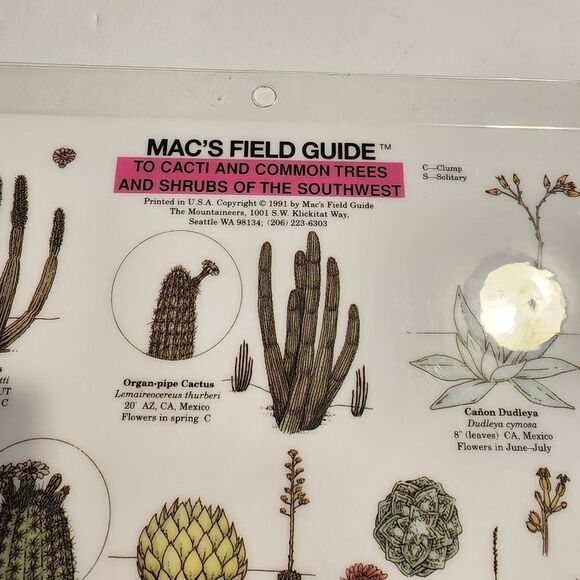 MAC'S FIELD GUIDE™
TO CACTI AND COMMON TREES
AND SHRUBS OF THE SOUTHWEST
Printed in U.S.A. Copyright © 1991 by Mac's Field Guide
The Mountaineers, 1001 S.W. Klickitat Way,
Seattle WA 98134; (206) 223-6303
C—Clump
S—Solitary
Organ-pipe Cactus
Lemaireocereus thurberi
20' AZ, CA, Mexico
Flowers in spring C
Cañon Dudleya
Dudleya cymosa
8" (leaves) CA, Mexico
Flowers in June–July
UT
C